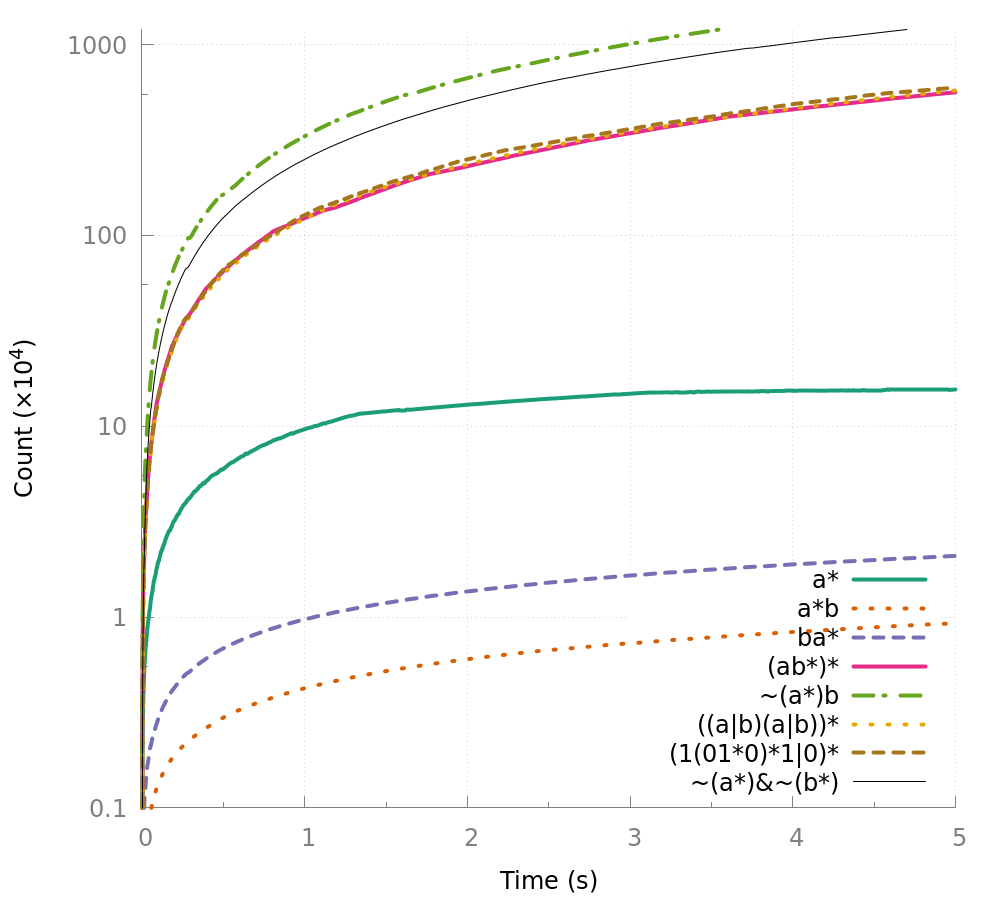 1000
100
10
1
0.1
Count (×10⁴)
0 1 2 3 4 5
Time (s)
a*
a*b
ba*
(ab*)*
~(a*)b
((a|b)(a|b))*
(1(01*0)*1|0)*
~(a*)&~(b*)